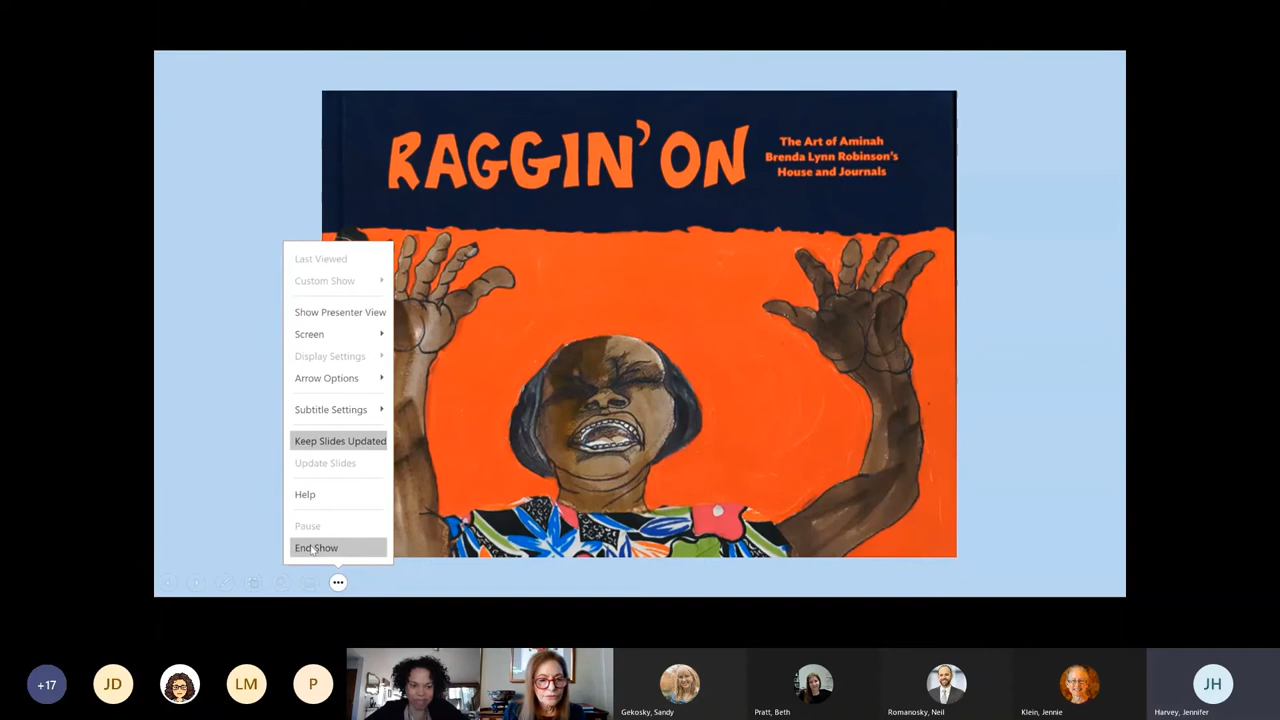 RAGGIN' ON
The Art of Aminah
Brenda Lynn Robinson's
House and Journals
Last Viewed
Custom Show
Show Presenter View
Screen
Display Settings
Arrow Options
Subtitle Settings
Keep Slides Updated
Update Slides
Help
Pause
End Show
+17
JD
LM
P
JH
Gekosky, Sandy
Pratt, Beth
Romanosky, Neil
Klein, Jennie
Harvey, Jennifer